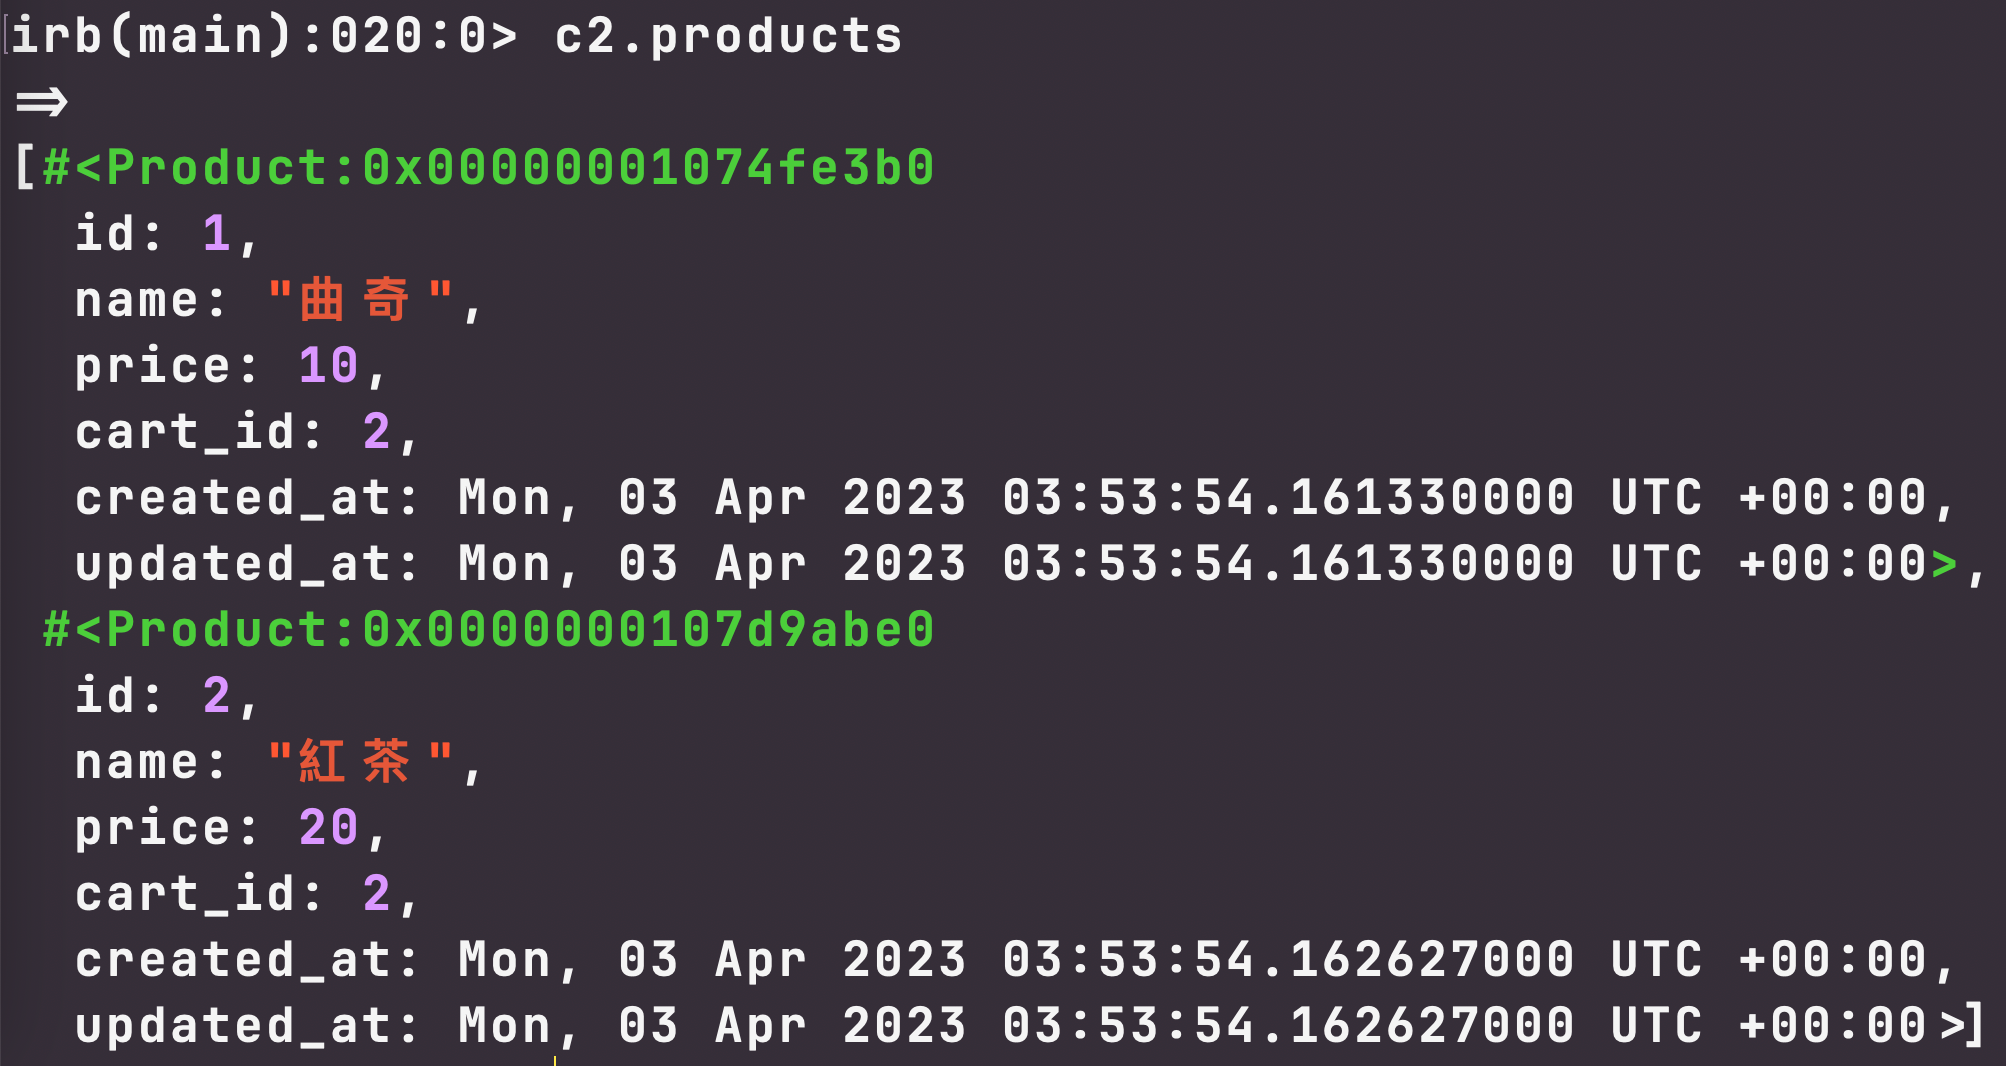 irb(main):020:0> c2.products
=>
[#<Product:0x00000001074fe3b0
  id: 1,
  name: "曲奇",
  price: 10,
  cart_id: 2,
  created_at: Mon, 03 Apr 2023 03:53:54.161330000 UTC +00:00,
  updated_at: Mon, 03 Apr 2023 03:53:54.161330000 UTC +00:00>,
 #<Product:0x0000000107d9abe0
  id: 2,
  name: "紅茶",
  price: 20,
  cart_id: 2,
  created_at: Mon, 03 Apr 2023 03:53:54.162627000 UTC +00:00,
  updated_at: Mon, 03 Apr 2023 03:53:54.162627000 UTC +00:00>]